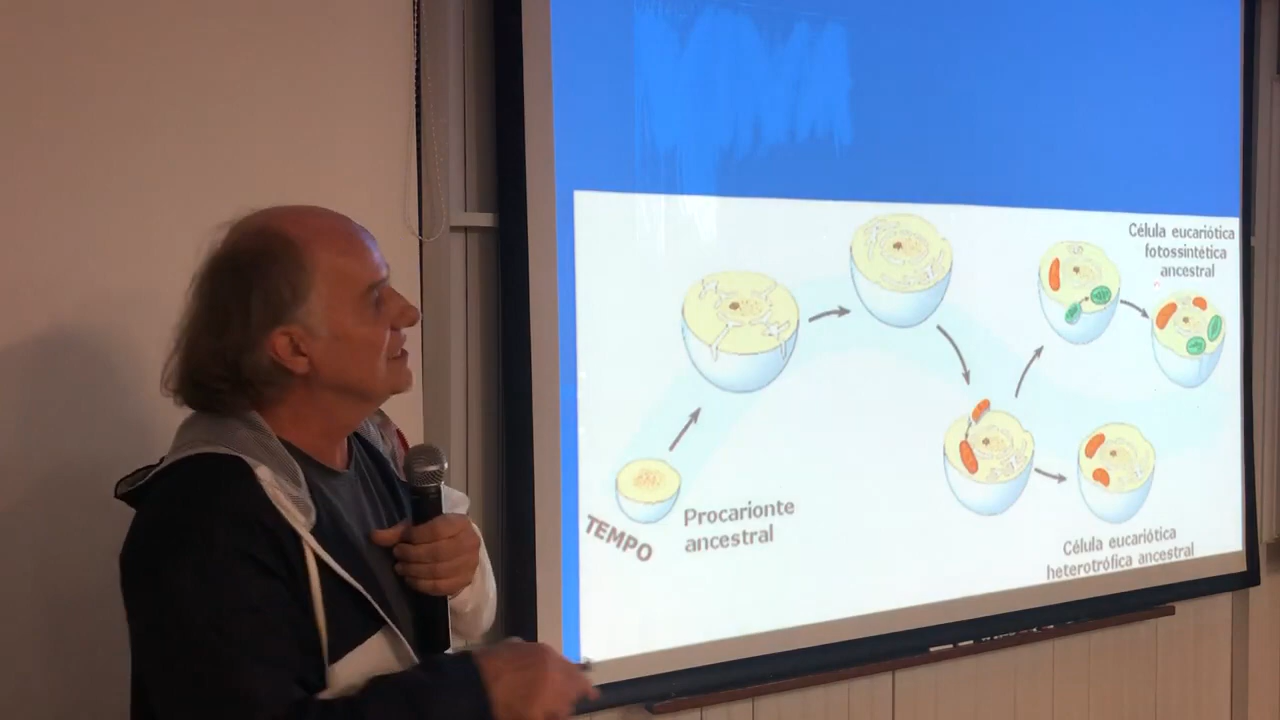 TEMPO
Procarionte
ancestral
Célula eucariótica
fotossintética
ancestral
Célula eucariótica
heterotrófica ancestral